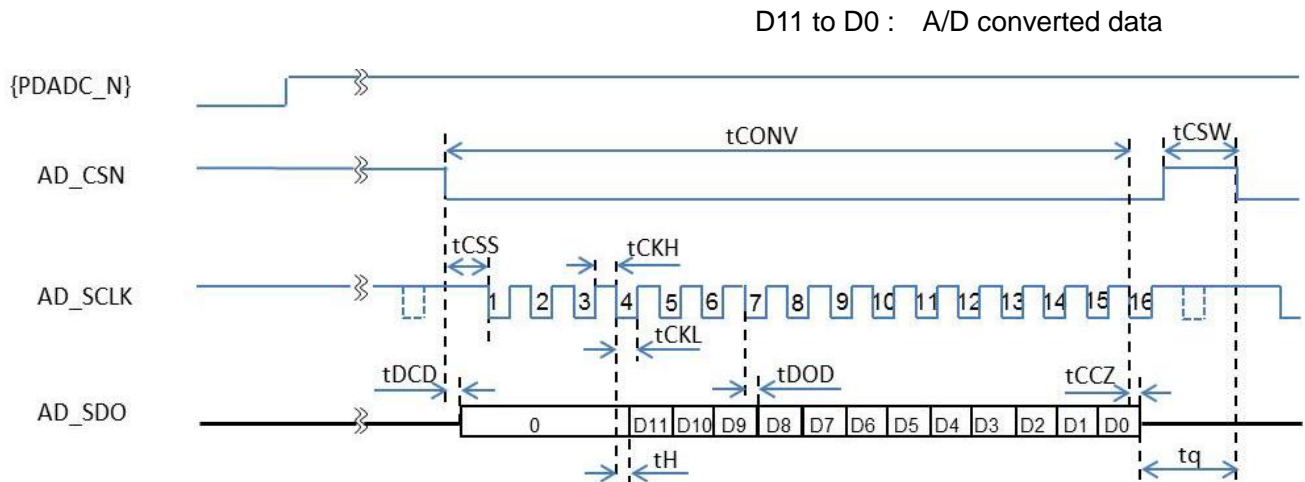 D11 to D0 : A/D converted data
{PDADC_N}
tCONV
tCSW
AD_CSN
tCSS
tCKH
AD_SCLK
1 2 3 4 5 6 7 8 9 10 11 12 13 14 15 16
tCKL
tDCD
tDOD
tCCZ
AD_SDO
0 D11 D10 D9 D8 D7 D6 D5 D4 D3 D2 D1 D0
tH
tq